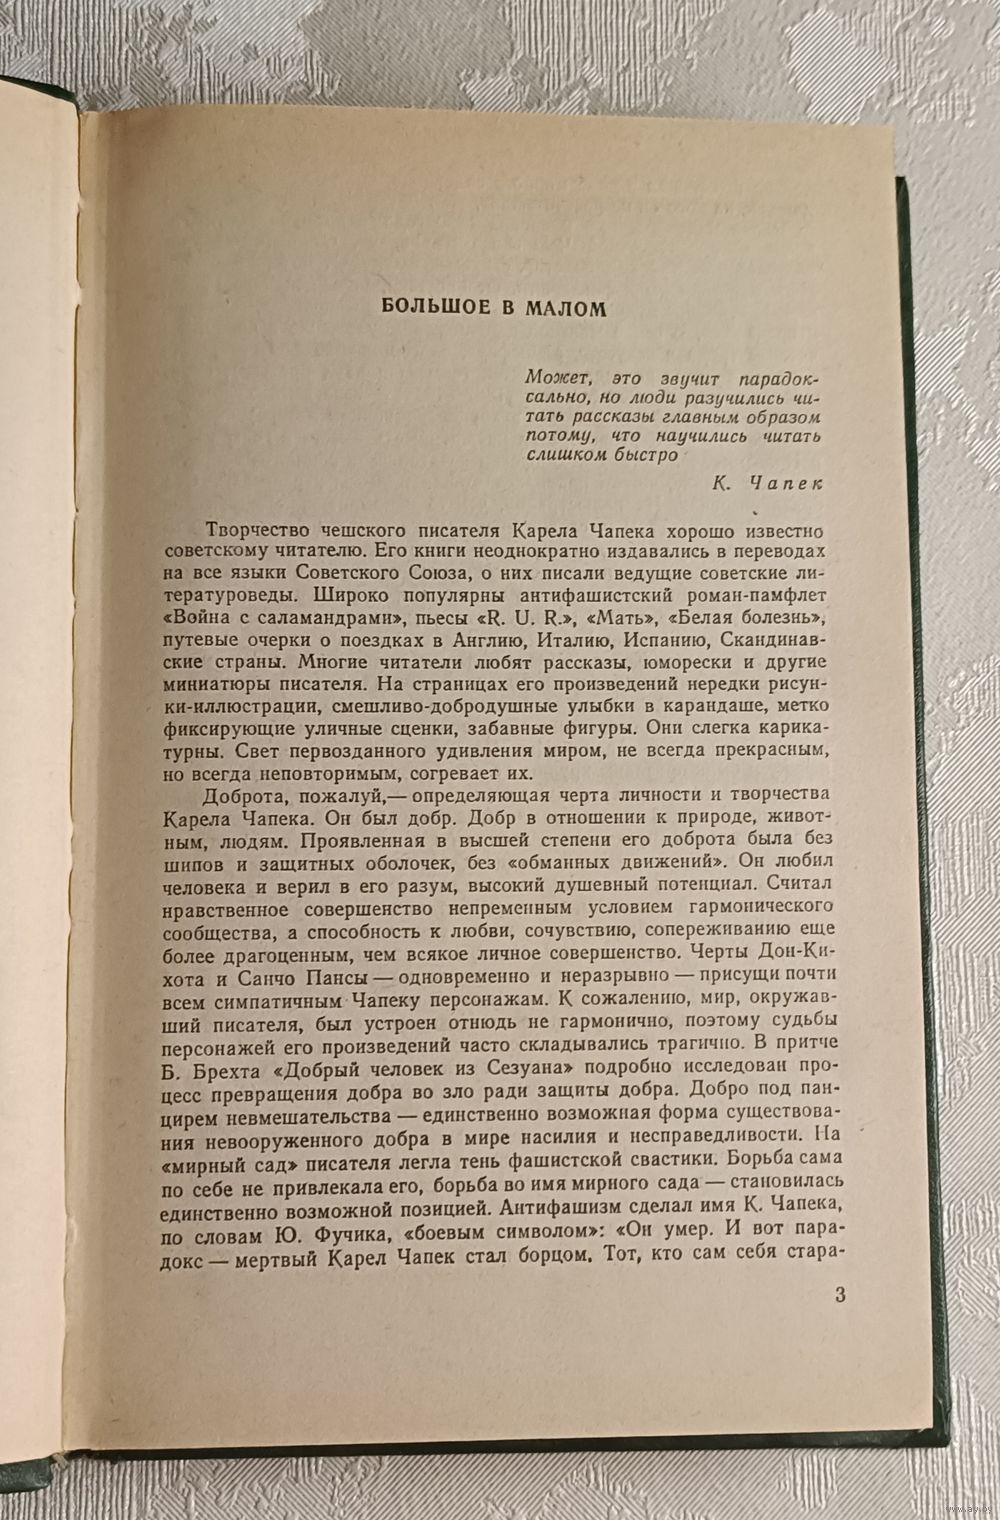 БОЛЬШОЕ В МАЛОМ
Может, это звучит парадок-
сально, но люди разучились чи-
тать рассказы главным образом
потому, что научились читать
слишком быстро
К. Чапек
Творчество чешского писателя Карела Чапека хорошо известно
советскому читателю. Его книги неоднократно издавались в переводах
на все языки Советского Союза, о них писали ведущие советские ли-
тературоведы. Широко популярны антифашистский роман-памфлет
«Война с саламандрами», пьесы «R. U. R.», «Мать», «Белая болезнь»,
путевые очерки о поездках в Англию, Италию, Испанию, Скандинав-
ские страны. Многие читатели любят рассказы, юморески и другие
миниатюры писателя. На страницах его произведений нередки рисун-
ки-иллюстрации, смешливо-добродушные улыбки в карандаше, метко
фиксирующие уличные сценки, забавные фигуры. Они слегка карика-
турны. Свет первозданного удивления миром, не всегда прекрасным,
но всегда неповторимым, согревает их.
Доброта, пожалуй,— определяющая черта личности и творчества
Карела Чапека. Он был добр. Добр в отношении к природе, живот-
ным, людям. Проявленная в высшей степени его доброта была без
шипов и защитных оболочек, без «обманных движений». Он любил
человека и верил в его разум, высокий душевный потенциал. Считал
нравственное совершенство непременным условием гармонического
сообщества, а способность к любви, сочувствию, сопереживанию еще
более драгоценным, чем всякое личное совершенство. Черты Дон-Ки-
хота и Санчо Пансы — одновременно и неразрывно — присущи почти
всем симпатичным Чапеку персонажам. К сожалению, мир, окружав-
ший писателя, был устроен отнюдь не гармонично, поэтому судьбы
персонажей его произведений часто складывались трагично. В притче
Б. Брехта «Добрый человек из Сезуана» подробно исследован про-
цесс превращения добра во зло ради защиты добра. Добро под пан-
цирем невмешательства — единственно возможная форма существова-
ния невооруженного добра в мире насилия и несправедливости. На
«мирный сад» писателя легла тень фашистской свастики. Борьба сама
по себе не привлекала его, борьба во имя мирного сада — становилась
единственно возможной позицией. Антифашизм сделал имя К. Чапека,
по словам Ю. Фучика, «боевым символом»: «Он умер. И вот пара-
докс — мертвый Карел Чапек стал борцом. Тот, кто сам себя стара-
3
www.ay.by